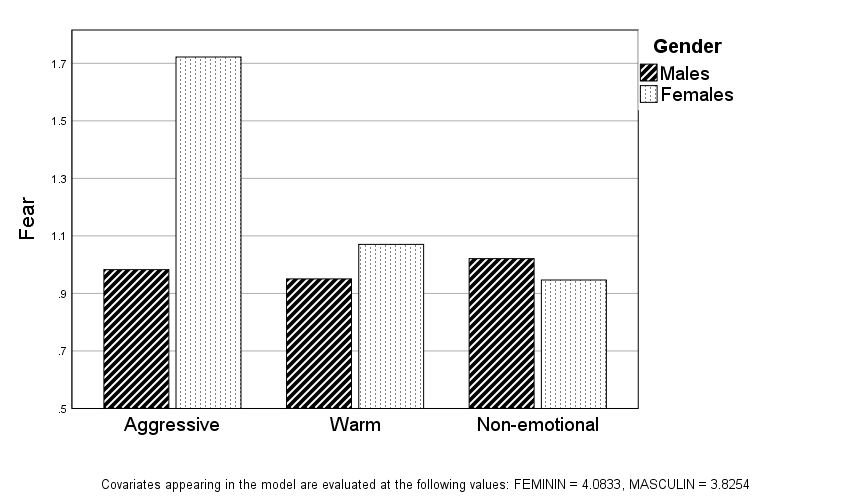 Gender
Males
Females
1.7
1.5
1.3
1.1
.9
.7
.5
Fear
Aggressive Warm Non-emotional
Covariates appearing in the model are evaluated at the following values: FEMININ = 4.0833, MASCULIN = 3.8254